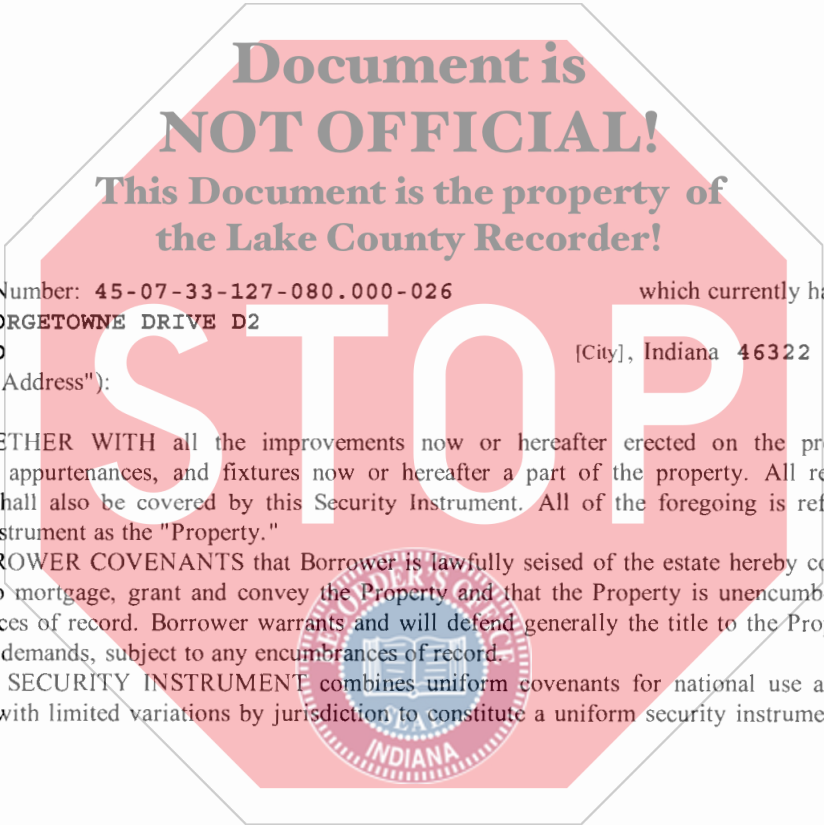 Document is
NOT OFFICIAL!
This Document is the property of
the Lake County Recorder!
Number: 45-07-33-127-080.000-026 which currently ha
ORGETOWNE DRIVE D2
D [City], Indiana 46322
Address"):
STOP
ETHER WITH all the improvements now or hereafter erected on the pro
appurtenances, and fixtures now or hereafter a part of the property. All re
hall also be covered by this Security Instrument. All of the foregoing is ref
strument as the "Property."
ROWER COVENANTS that Borrower is lawfully seised of the estate hereby co
o mortgage, grant and convey the Property and that the Property is unencumb
ces of record. Borrower warrants and will defend generally the title to the Prop
demands, subject to any encumbrances of record.
SECURITY INSTRUMENT combines uniform covenants for national use a
with limited variations by jurisdiction to constitute a uniform security instrume
RECORDER'S OFFICE
SEAL
INDIANA